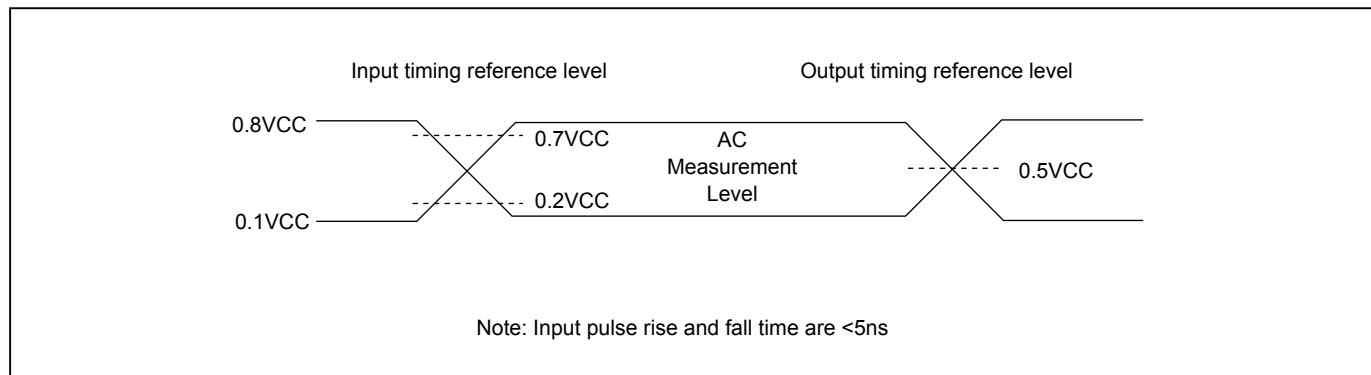 Input timing reference level
Output timing reference level
0.8VCC
0.7VCC
AC
Measurement
Level
0.5VCC
0.2VCC
0.1VCC
Note: Input pulse rise and fall time are <5ns